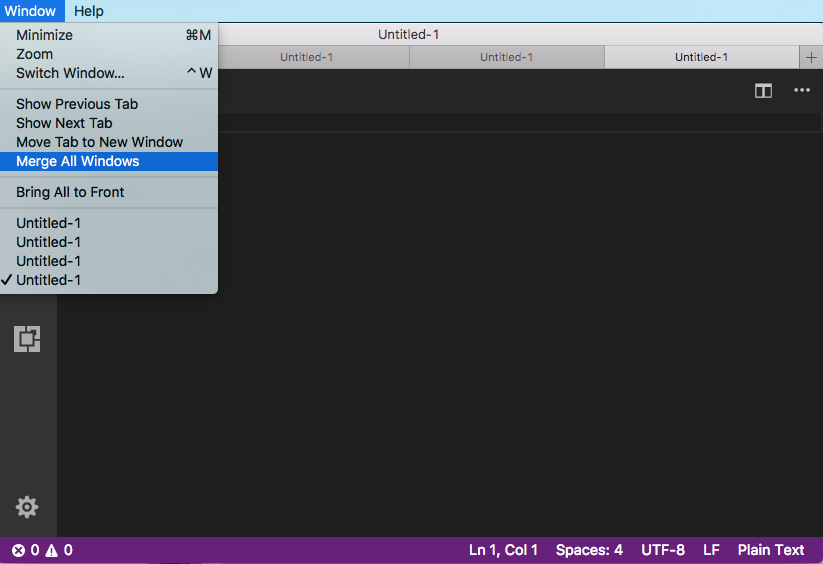 Window Help
Untitled-1
Minimize ⌘M
Zoom
Switch Window... ^W
Untitled-1 Untitled-1 Untitled-1 +
Show Previous Tab
Show Next Tab
Move Tab to New Window
Merge All Windows
Bring All to Front
Untitled-1
Untitled-1
Untitled-1
✓ Untitled-1
0 0 Ln 1, Col 1 Spaces: 4 UTF-8 LF Plain Text